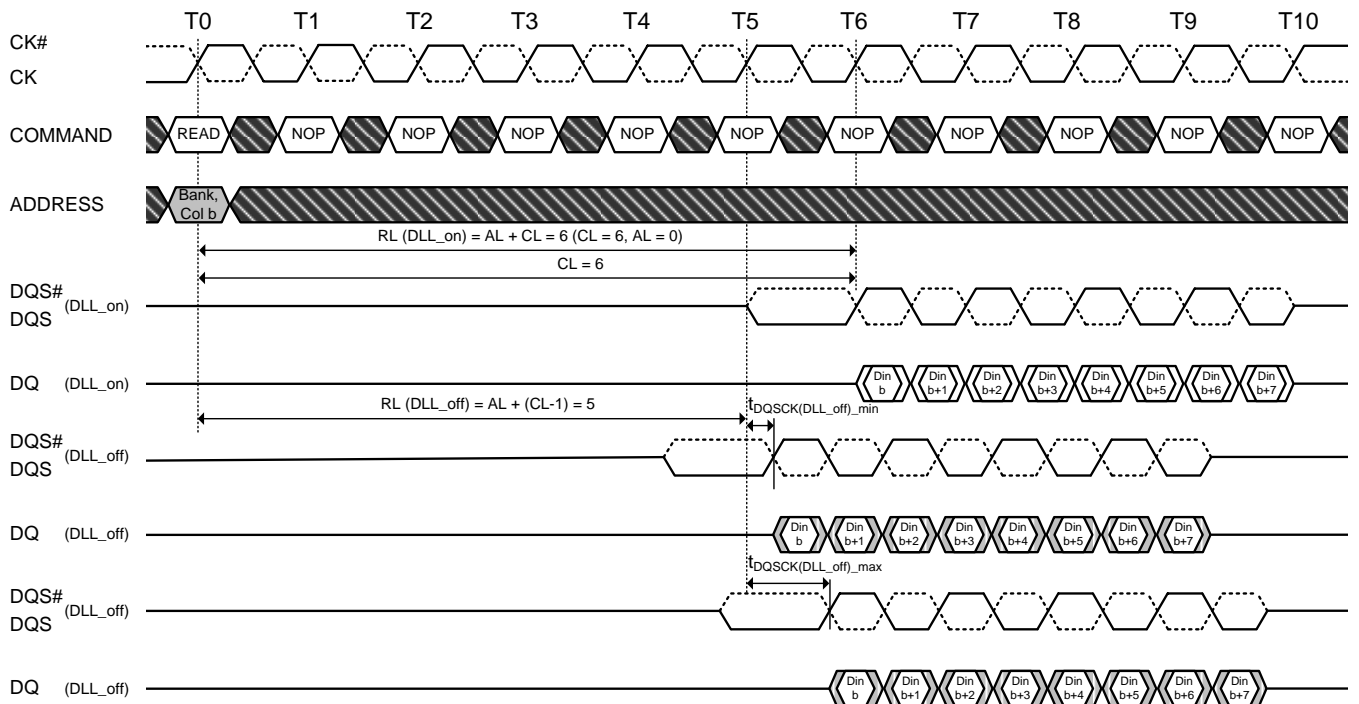 T0 T1 T2 T3 T4 T5 T6 T7 T8 T9 T10
CK#
CK
COMMAND READ NOP NOP NOP NOP NOP NOP NOP NOP NOP NOP
ADDRESS Bank, Col b
RL (DLL_on) = AL + CL = 6 (CL = 6, AL = 0)
CL = 6
DQS# (DLL_on)
DQS
DQ (DLL_on) Din b Din b+1 Din b+2 Din b+3 Din b+4 Din b+5 Din b+6 Din b+7
RL (DLL_off) = AL + (CL-1) = 5 tDQSCK(DLL_off)_min
DQS# (DLL_off)
DQS
DQ (DLL_off) Din b Din b+1 Din b+2 Din b+3 Din b+4 Din b+5 Din b+6 Din b+7
tDQSCK(DLL_off)_max
DQS# (DLL_off)
DQS
DQ (DLL_off) Din b Din b+1 Din b+2 Din b+3 Din b+4 Din b+5 Din b+6 Din b+7